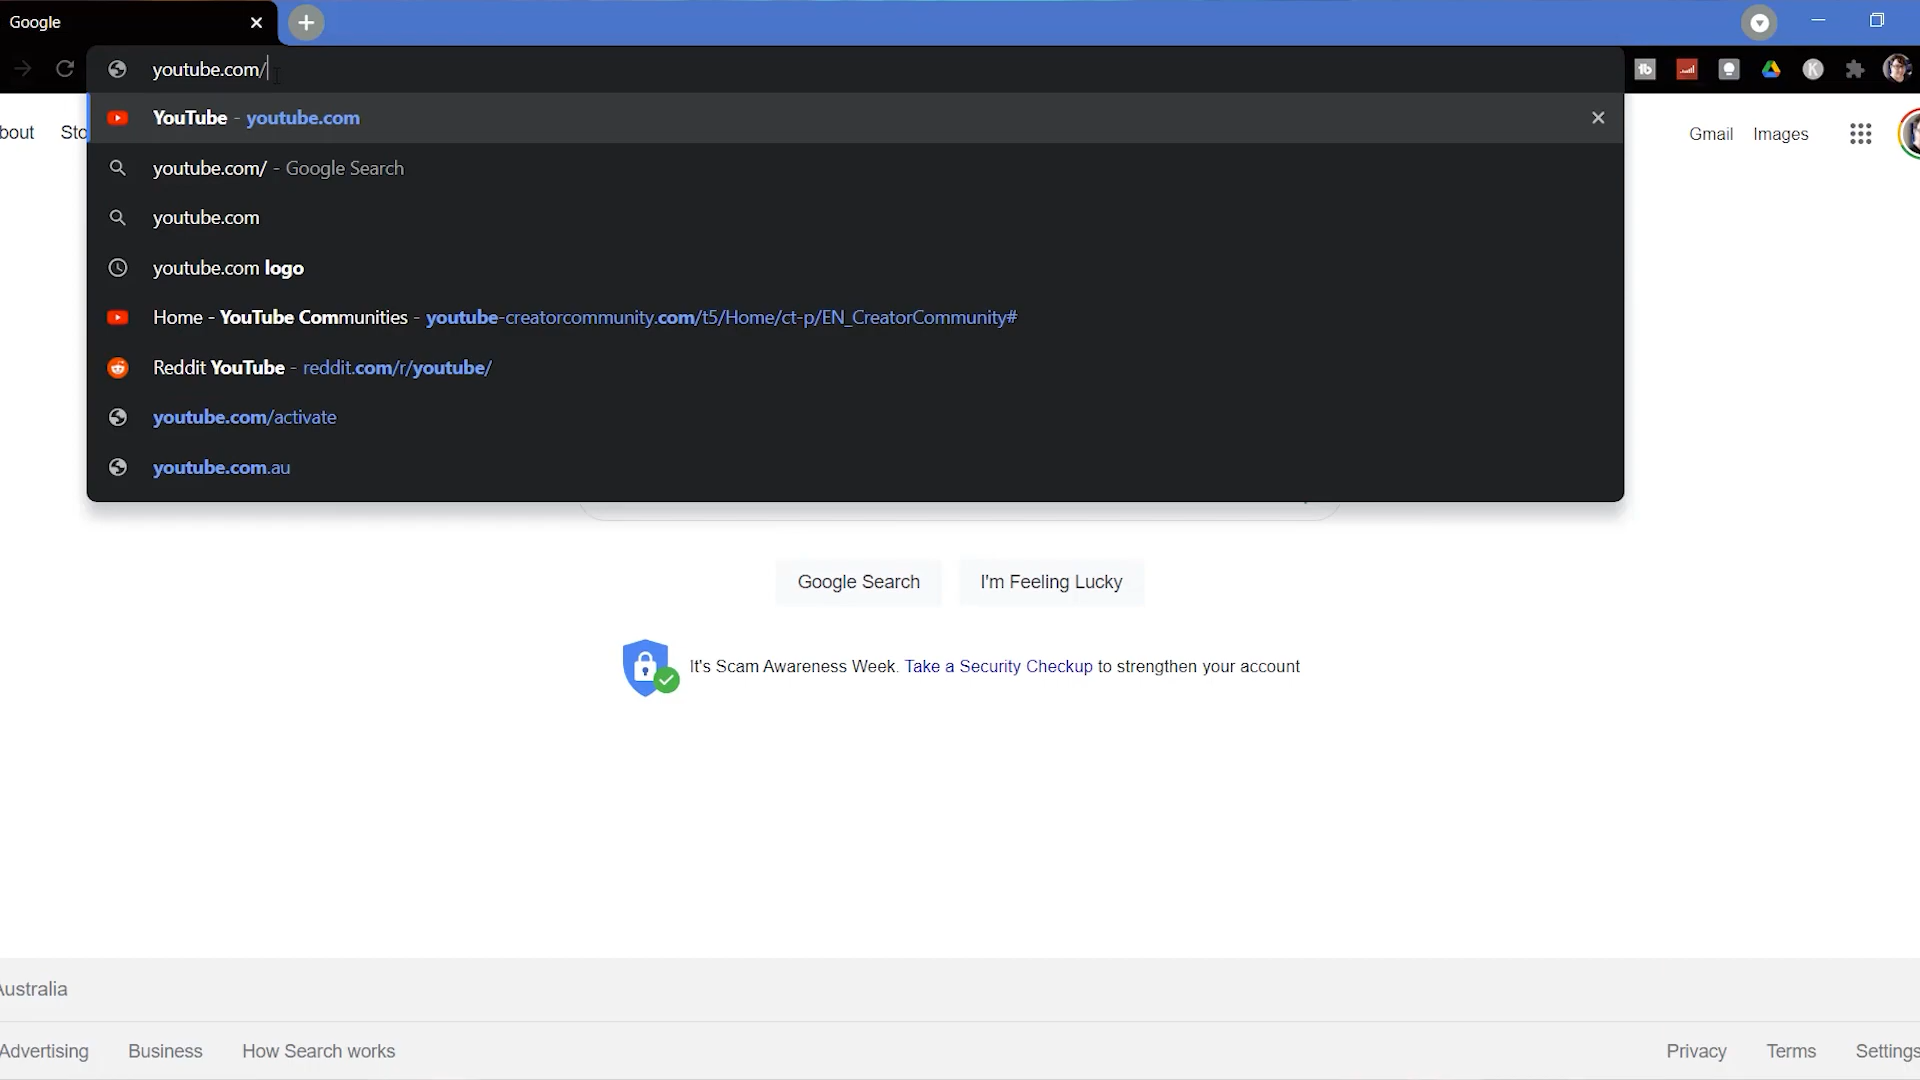 Google
youtube.com/
YouTube - youtube.com
youtube.com/ - Google Search
youtube.com
youtube.com logo
Home - YouTube Communities - youtube-creatorcommunity.com/t5/Home/ct-p/EN_CreatorCommunity#
Reddit YouTube - reddit.com/r/youtube/
youtube.com/activate
youtube.com.au
bout Sto
Gmail Images
tb
K
Google Search I'm Feeling Lucky
It's Scam Awareness Week. Take a Security Checkup to strengthen your account
Australia
Advertising Business How Search works
Privacy Terms Settings